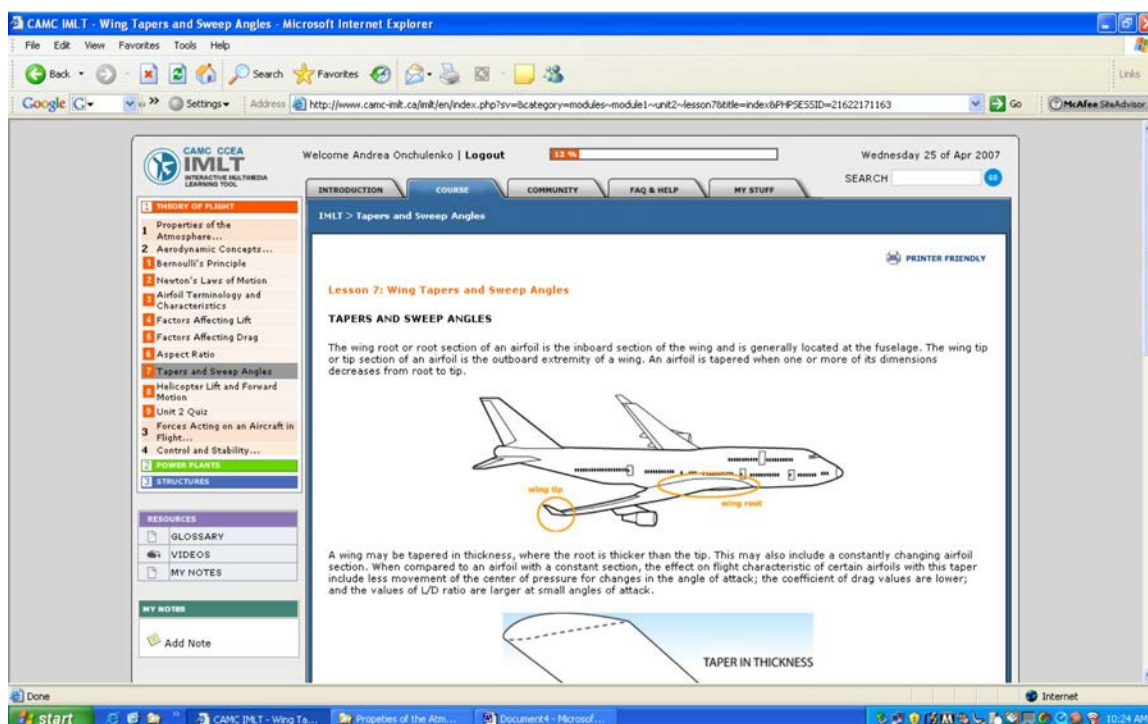 CAMC IMLT - Wing Tapers and Sweep Angles - Microsoft Internet Explorer
File Edit View Favorites Tools Help
Back Search Favorites Links
Google G Settings Address http://www.camc-imlt.ca/imlt/en/index.php?sv=&category=modules~module1~unit2~lesson7&title=index&PHPSESSID=21622171163 Go McAfee SiteAdvisor
CAMC CCEA
IMLT
INTERACTIVE MULTIMEDIA
LEARNING TOOL
Welcome Andrea Onchulenko | Logout 12 % Wednesday 25 of Apr 2007
SEARCH GO
INTRODUCTION COURSE COMMUNITY FAQ & HELP MY STUFF
1 THEORY OF FLIGHT
1 Properties of the
Atmosphere...
2 Aerodynamic Concepts...
1 Bernoulli's Principle
2 Newton's Laws of Motion
3 Airfoil Terminology and
Characteristics
4 Factors Affecting Lift
5 Factors Affecting Drag
6 Aspect Ratio
7 Tapers and Sweep Angles
8 Helicopter Lift and Forward
Motion
9 Unit 2 Quiz
3 Forces Acting on an Aircraft in
Flight...
4 Control and Stability...
2 POWER PLANTS
3 STRUCTURES
RESOURCES
GLOSSARY
VIDEOS
MY NOTES
MY NOTES
Add Note
IMLT > Tapers and Sweep Angles
PRINTER FRIENDLY
Lesson 7: Wing Tapers and Sweep Angles
TAPERS AND SWEEP ANGLES
The wing root or root section of an airfoil is the inboard section of the wing and is generally located at the fuselage. The wing tip
or tip section of an airfoil is the outboard extremity of a wing. An airfoil is tapered when one or more of its dimensions
decreases from root to tip.
wing tip
wing root
A wing may be tapered in thickness, where the root is thicker than the tip. This may also include a constantly changing airfoil
section. When compared to an airfoil with a constant section, the effect on flight characteristic of certain airfoils with this taper
include less movement of the center of pressure for changes in the angle of attack; the coefficient of drag values are lower;
and the values of L/D ratio are larger at small angles of attack.
TAPER IN THICKNESS
Done Internet
start CAMC IMLT - Wing Ta... Propeties of the Atm... Document4 - Microsof... 10:24 AM